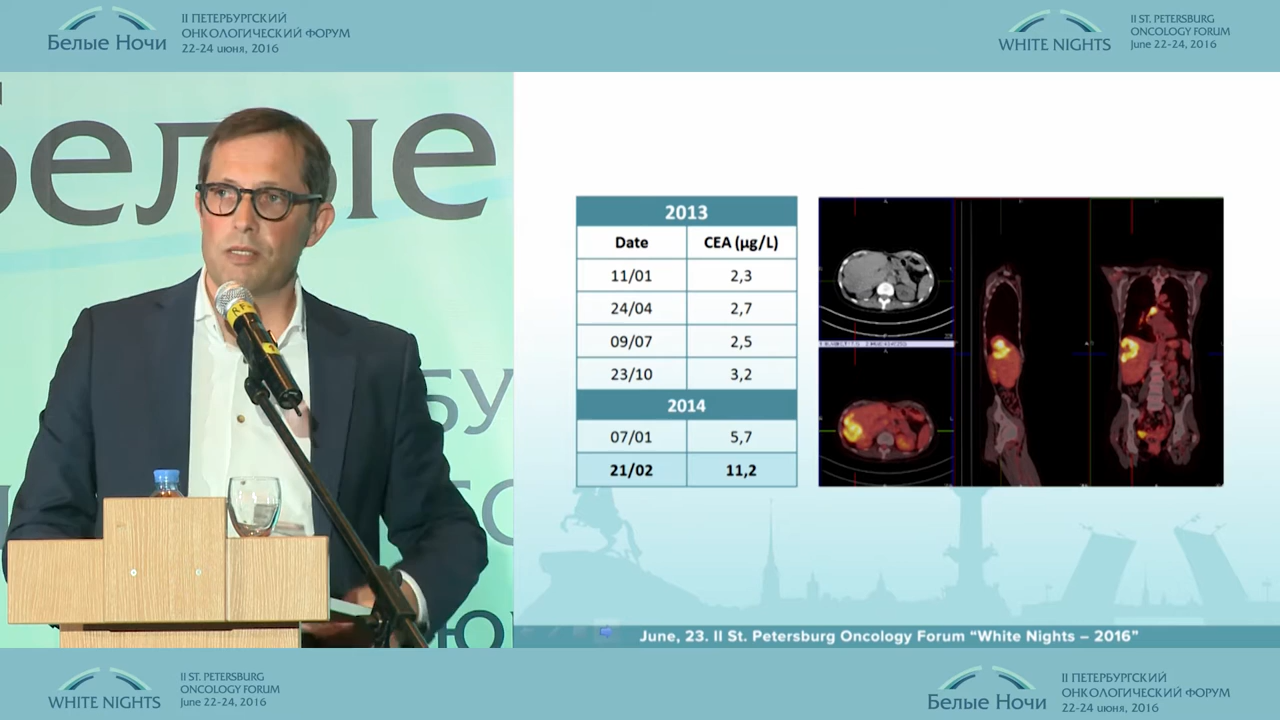 Белые Ночи
II ПЕТЕРБУРГСКИЙ
ОНКОЛОГИЧЕСКИЙ ФОРУМ
22-24 июня, 2016
WHITE NIGHTS
II ST. PETERSBURG
ONCOLOGY FORUM
June 22-24, 2016
Белые
2013
Date CEA (µg/L)
11/01 2,3
24/04 2,7
09/07 2,5
23/10 3,2
2014
07/01 5,7
21/02 11,2
June, 23. II St. Petersburg Oncology Forum “White Nights – 2016”
WHITE NIGHTS
II ST. PETERSBURG
ONCOLOGY FORUM
June 22-24, 2016
Белые Ночи
II ПЕТЕРБУРГСКИЙ
ОНКОЛОГИЧЕСКИЙ ФОРУМ
22-24 июня, 2016